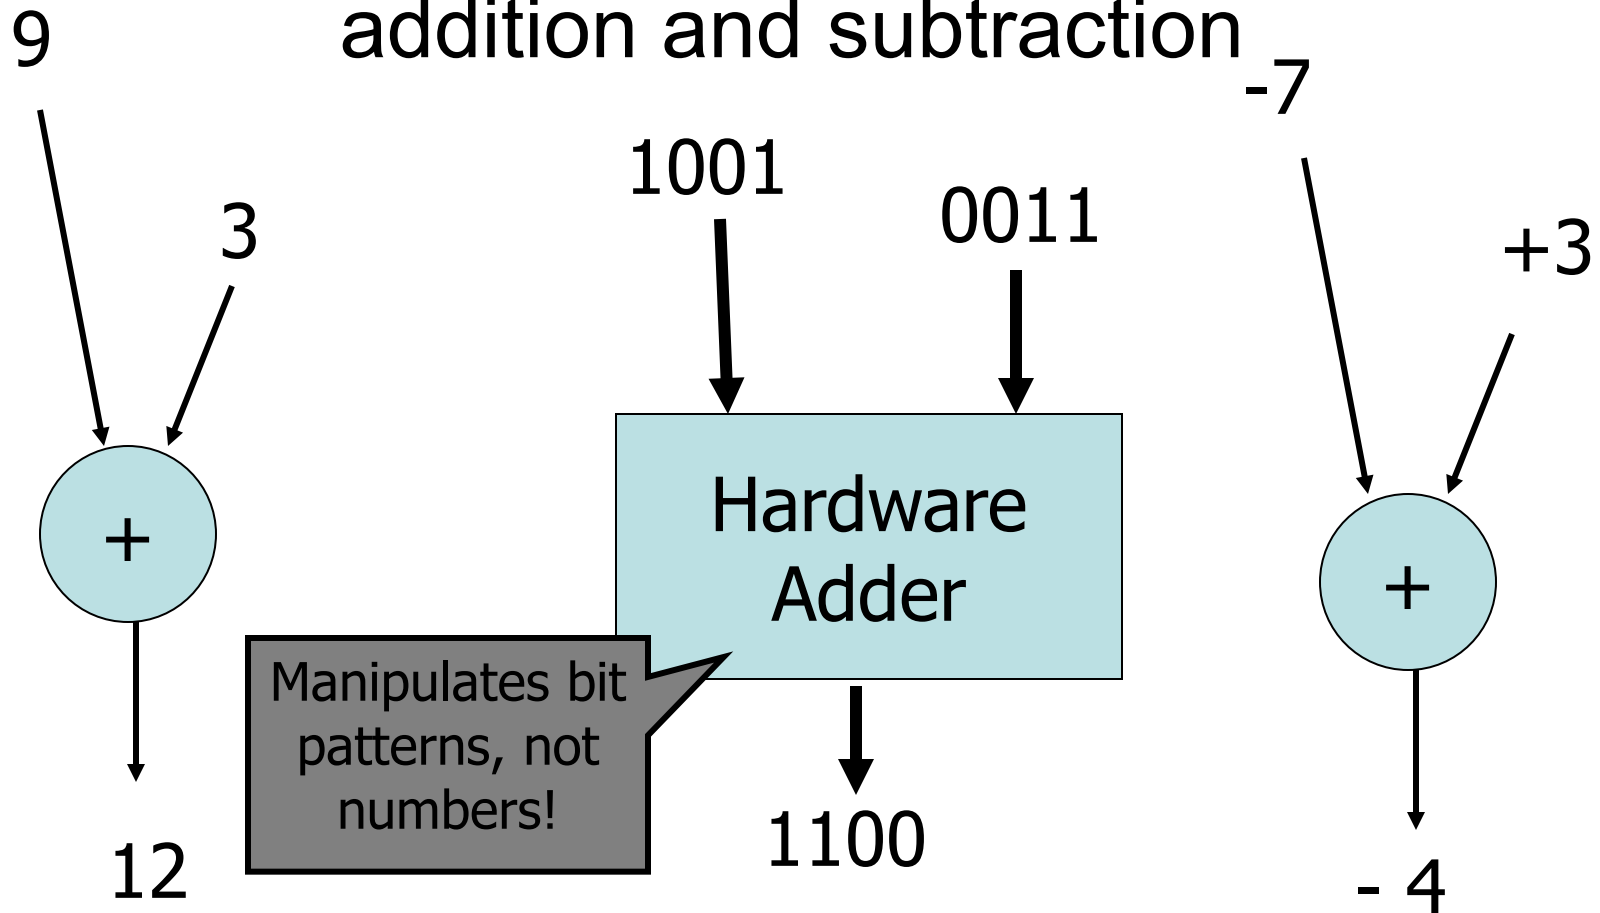 addition and subtraction
9
3
+
12
1001
0011
Hardware
Adder
Manipulates bit
patterns, not
numbers!
1100
-7
+3
+
- 4